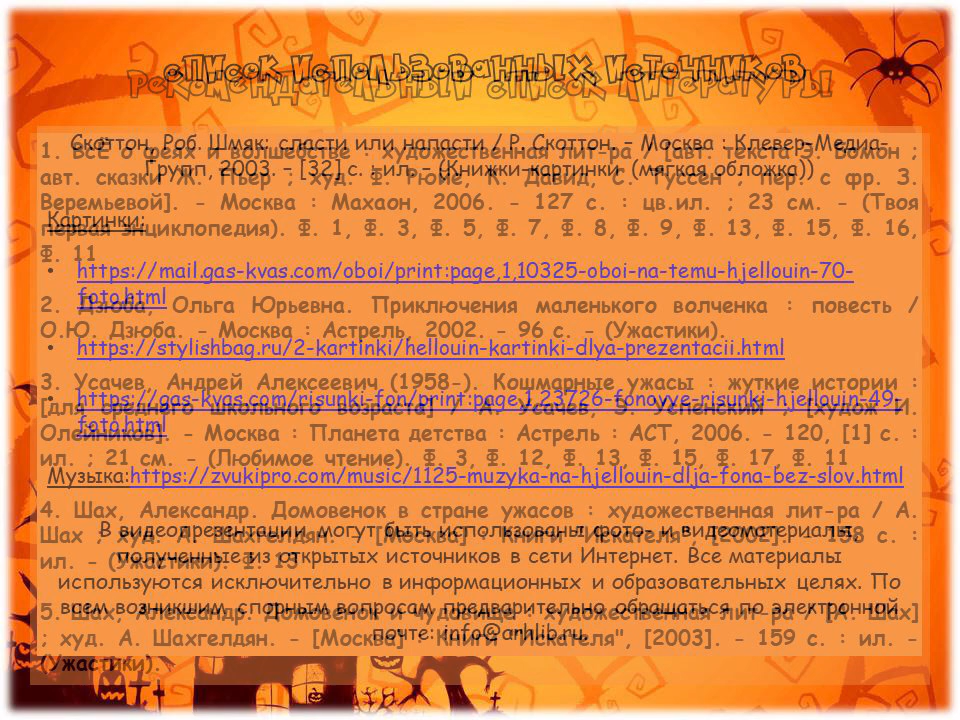 Список использованных источников
Рекомендательный список литературы
Скоттон, Роб. Шмяк: сласти или напасти / Р. Скоттон. – Москва : Клевер-Медиа-
Групп, 2003. – [32] с. : ил. – (Книжки-картинки (мягкая обложка))
Картинки:
• https://mail.gas-kvas.com/oboi/print:page,1,10325-oboi-na-temu-hjellouin-70-
foto.html
• https://stylishbag.ru/2-kartinki/hellouin-kartinki-dlya-prezentacii.html
• https://gas-kvas.com/risunki-fon/print:page,1,23726-fonovye-risunki-hjellouin-49-
foto.html
Музыка:https://zvukipro.com/music/1125-muzyka-na-hjellouin-dlja-fona-bez-slov.html
В видеопрезентации могут быть использованы фото- и видеоматериалы,
полученные из открытых источников в сети Интернет. Все материалы
используются исключительно в информационных и образовательных целях. По
всем возникшим спорным вопросам предварительно обращаться по электронной
почте: info@arhlib.ru.
1. ВсЁ о феях и волшебстве : художественная лит-ра / [авт. текста Э. Бомон ;
авт. сказки Ж. Пьер ; худ. Ф. Рюйе, К. Давид, С. Туссен ; пер. с фр. З.
Веремьевой]. - Москва : Махаон, 2006. - 127 с. : цв.ил. ; 23 см. - (Твоя
первая энциклопедия). Ф. 1, Ф. 3, Ф. 5, Ф. 7, Ф. 8, Ф. 9, Ф. 13, Ф. 15, Ф. 16,
Ф. 11
2. Дзюба, Ольга Юрьевна. Приключения маленького волченка : повесть /
О.Ю. Дзюба. - Москва : Астрель, 2002. - 96 с. - (Ужастики).
3. Усачев, Андрей Алексеевич (1958-). Кошмарные ужасы : жуткие истории :
[для среднего школьного возраста] / А. Усачев, Э. Успенский ; [худож И.
Олейников]. - Москва : Планета детства : Астрель : АСТ, 2006. - 120, [1] с. :
ил. ; 21 см. - (Любимое чтение). Ф. 3, Ф. 12, Ф. 13, Ф. 15, Ф. 17, Ф. 11
4. Шах, Александр. Домовенок в стране ужасов : художественная лит-ра / А.
Шах ; худ. А. Шахгелдян. - [Москва] : Книги "Искателя", [2002]. - 158 с. :
ил. - (Ужастики). Ф. 13
5. Шах, Александр. Домовенок и чудовище : художественная лит-ра / [А. Шах]
; худ. А. Шахгелдян. - [Москва] : Книги "Искателя", [2003]. - 159 с. : ил. -
(Ужастики).